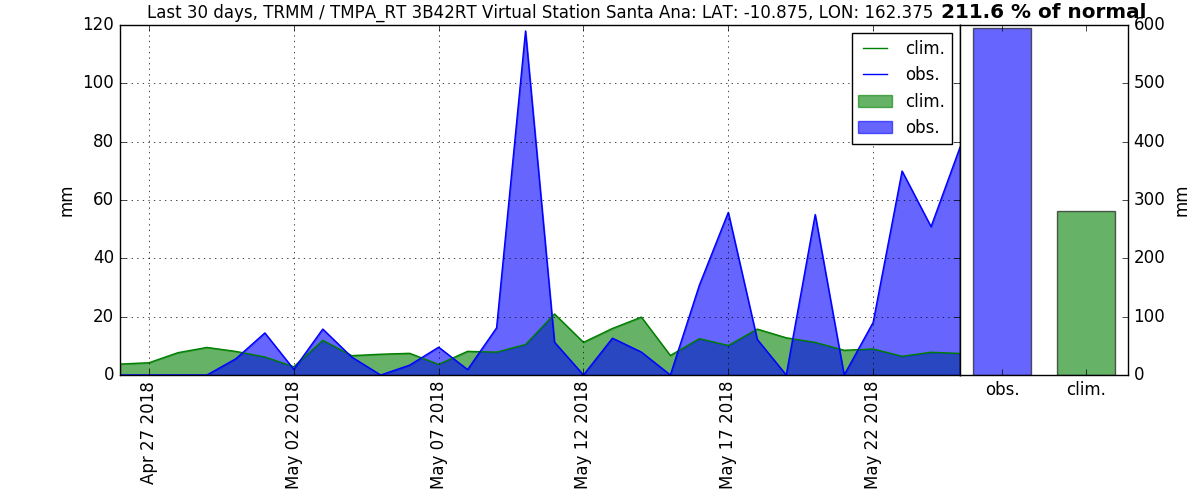 Last 30 days, TRMM / TMPA_RT 3B42RT Virtual Station Santa Ana: LAT: -10.875, LON: 162.375 211.6 % of normal
120 600
100 500
80 400
60 300
40 200
20 100
0 0
mm
mm
clim.
obs.
clim.
obs.
obs. clim.
Apr 27 2018
May 02 2018
May 07 2018
May 12 2018
May 17 2018
May 22 2018